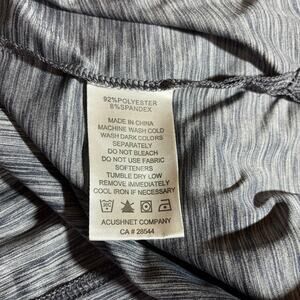 92%POLYESTER
8%SPANDEX
MADE IN CHINA
MACHINE WASH COLD
WASH DARK COLORS
SEPARATELY
DO NOT BLEACH
DO NOT USE FABRIC
SOFTENERS
TUMBLE DRY LOW
REMOVE IMMEDIATELY
COOL IRON IF NECESSARY
ACUSHNET COMPANY
CA # 28544